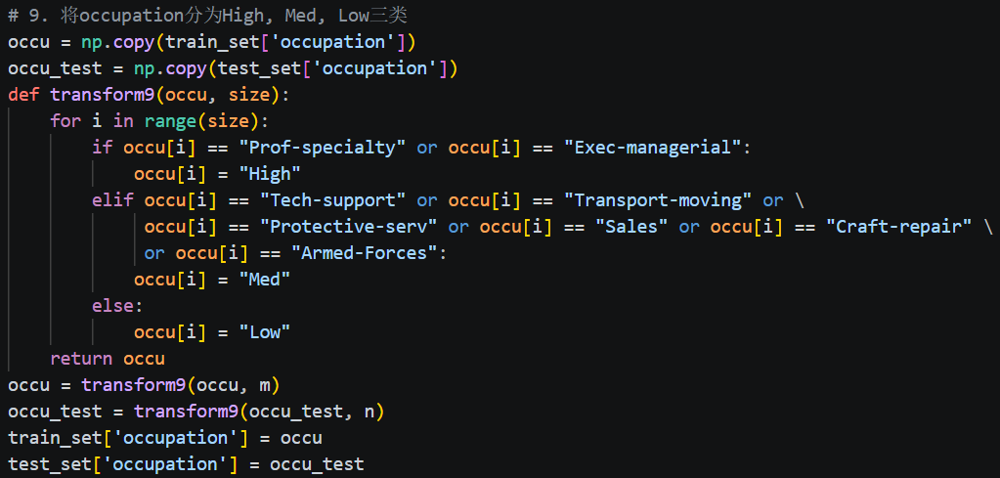 # 9. 将occupation分为High, Med, Low三类
occu = np.copy(train_set['occupation'])
occu_test = np.copy(test_set['occupation'])
def transform9(occu, size):
    for i in range(size):
        if occu[i] == "Prof-specialty" or occu[i] == "Exec-managerial":
            occu[i] = "High"
        elif occu[i] == "Tech-support" or occu[i] == "Transport-moving" or \
             occu[i] == "Protective-serv" or occu[i] == "Sales" or occu[i] == "Craft-repair" \
             or occu[i] == "Armed-Forces":
            occu[i] = "Med"
        else:
            occu[i] = "Low"
    return occu
occu = transform9(occu, m)
occu_test = transform9(occu_test, n)
train_set['occupation'] = occu
test_set['occupation'] = occu_test